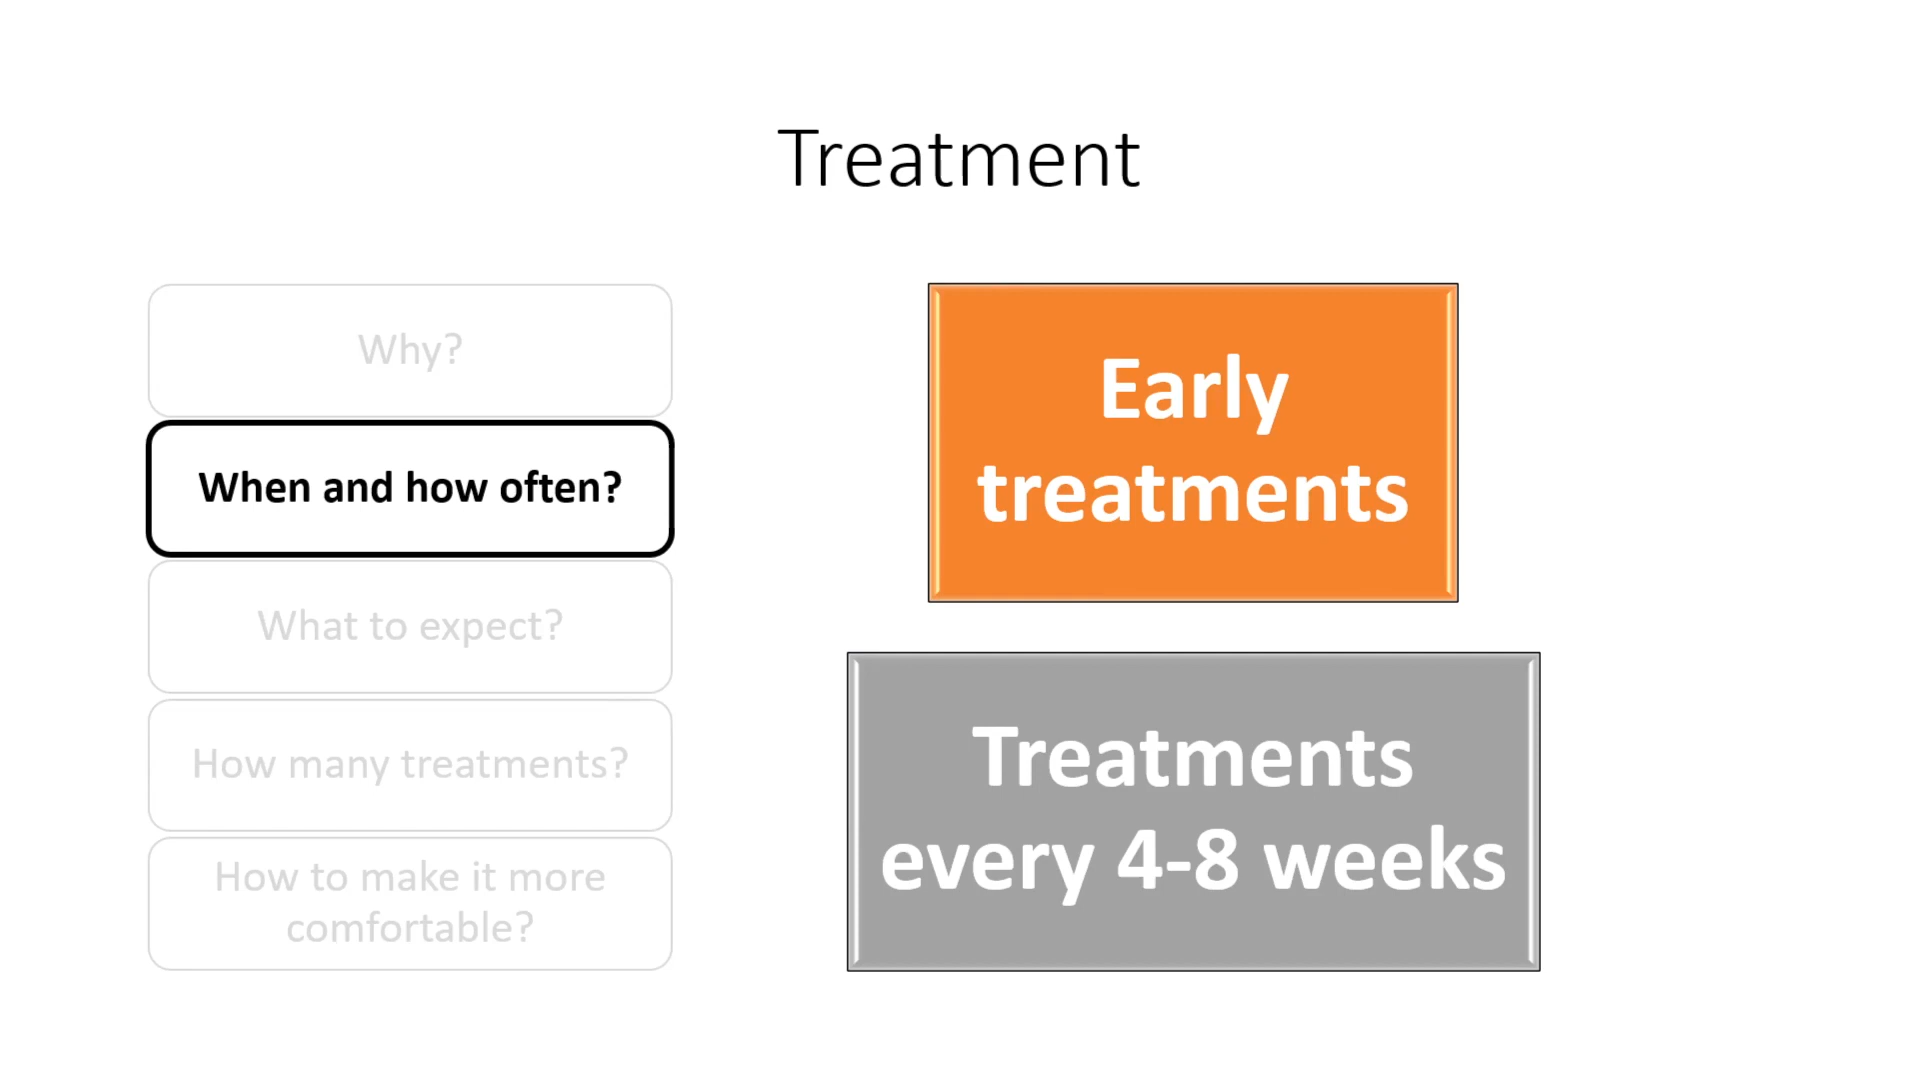 Treatment
Why?
When and how often?
What to expect?
How many treatments?
How to make it more
comfortable?
Early
treatments
Treatments
every 4-8 weeks